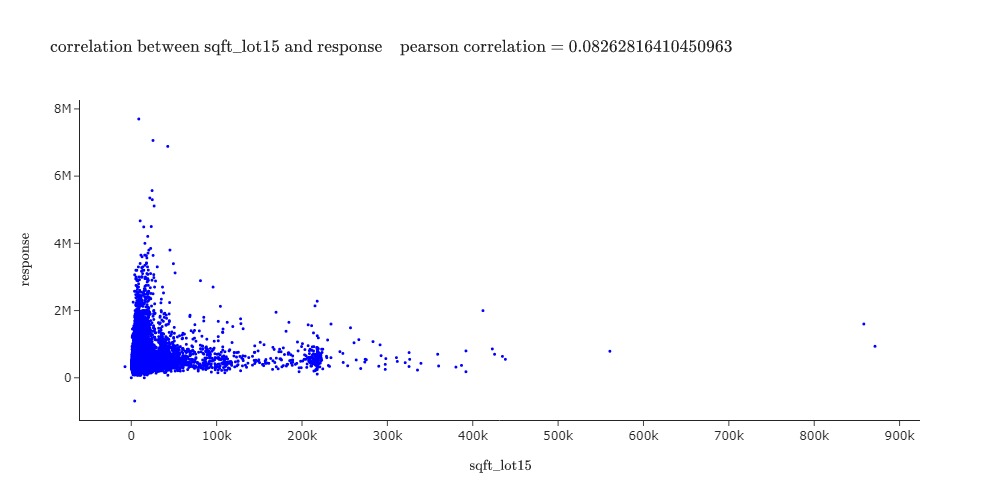 correlation between sqft_lot15 and response    pearson correlation = 0.08262816410450963
8M
6M
4M
2M
0
response
0 100k 200k 300k 400k 500k 600k 700k 800k 900k
sqft_lot15